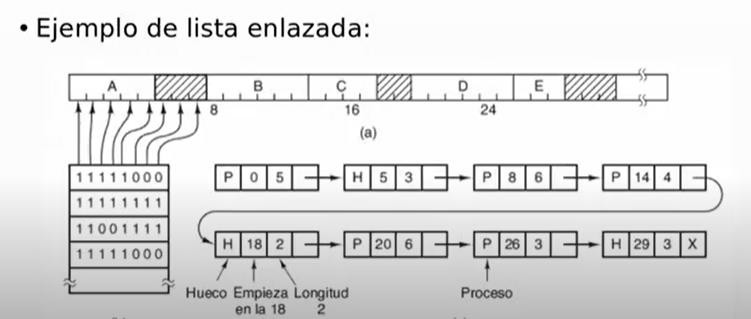 • Ejemplo de lista enlazada:
A B C D E
8 16 24
(a)
11111000 P 0 5 H 5 3 P 8 6 P 14 4
11111111
11001111
11111000 H 18 2 P 20 6 P 26 3 H 29 3 X
Hueco Empieza Longitud Proceso
en la 18 2